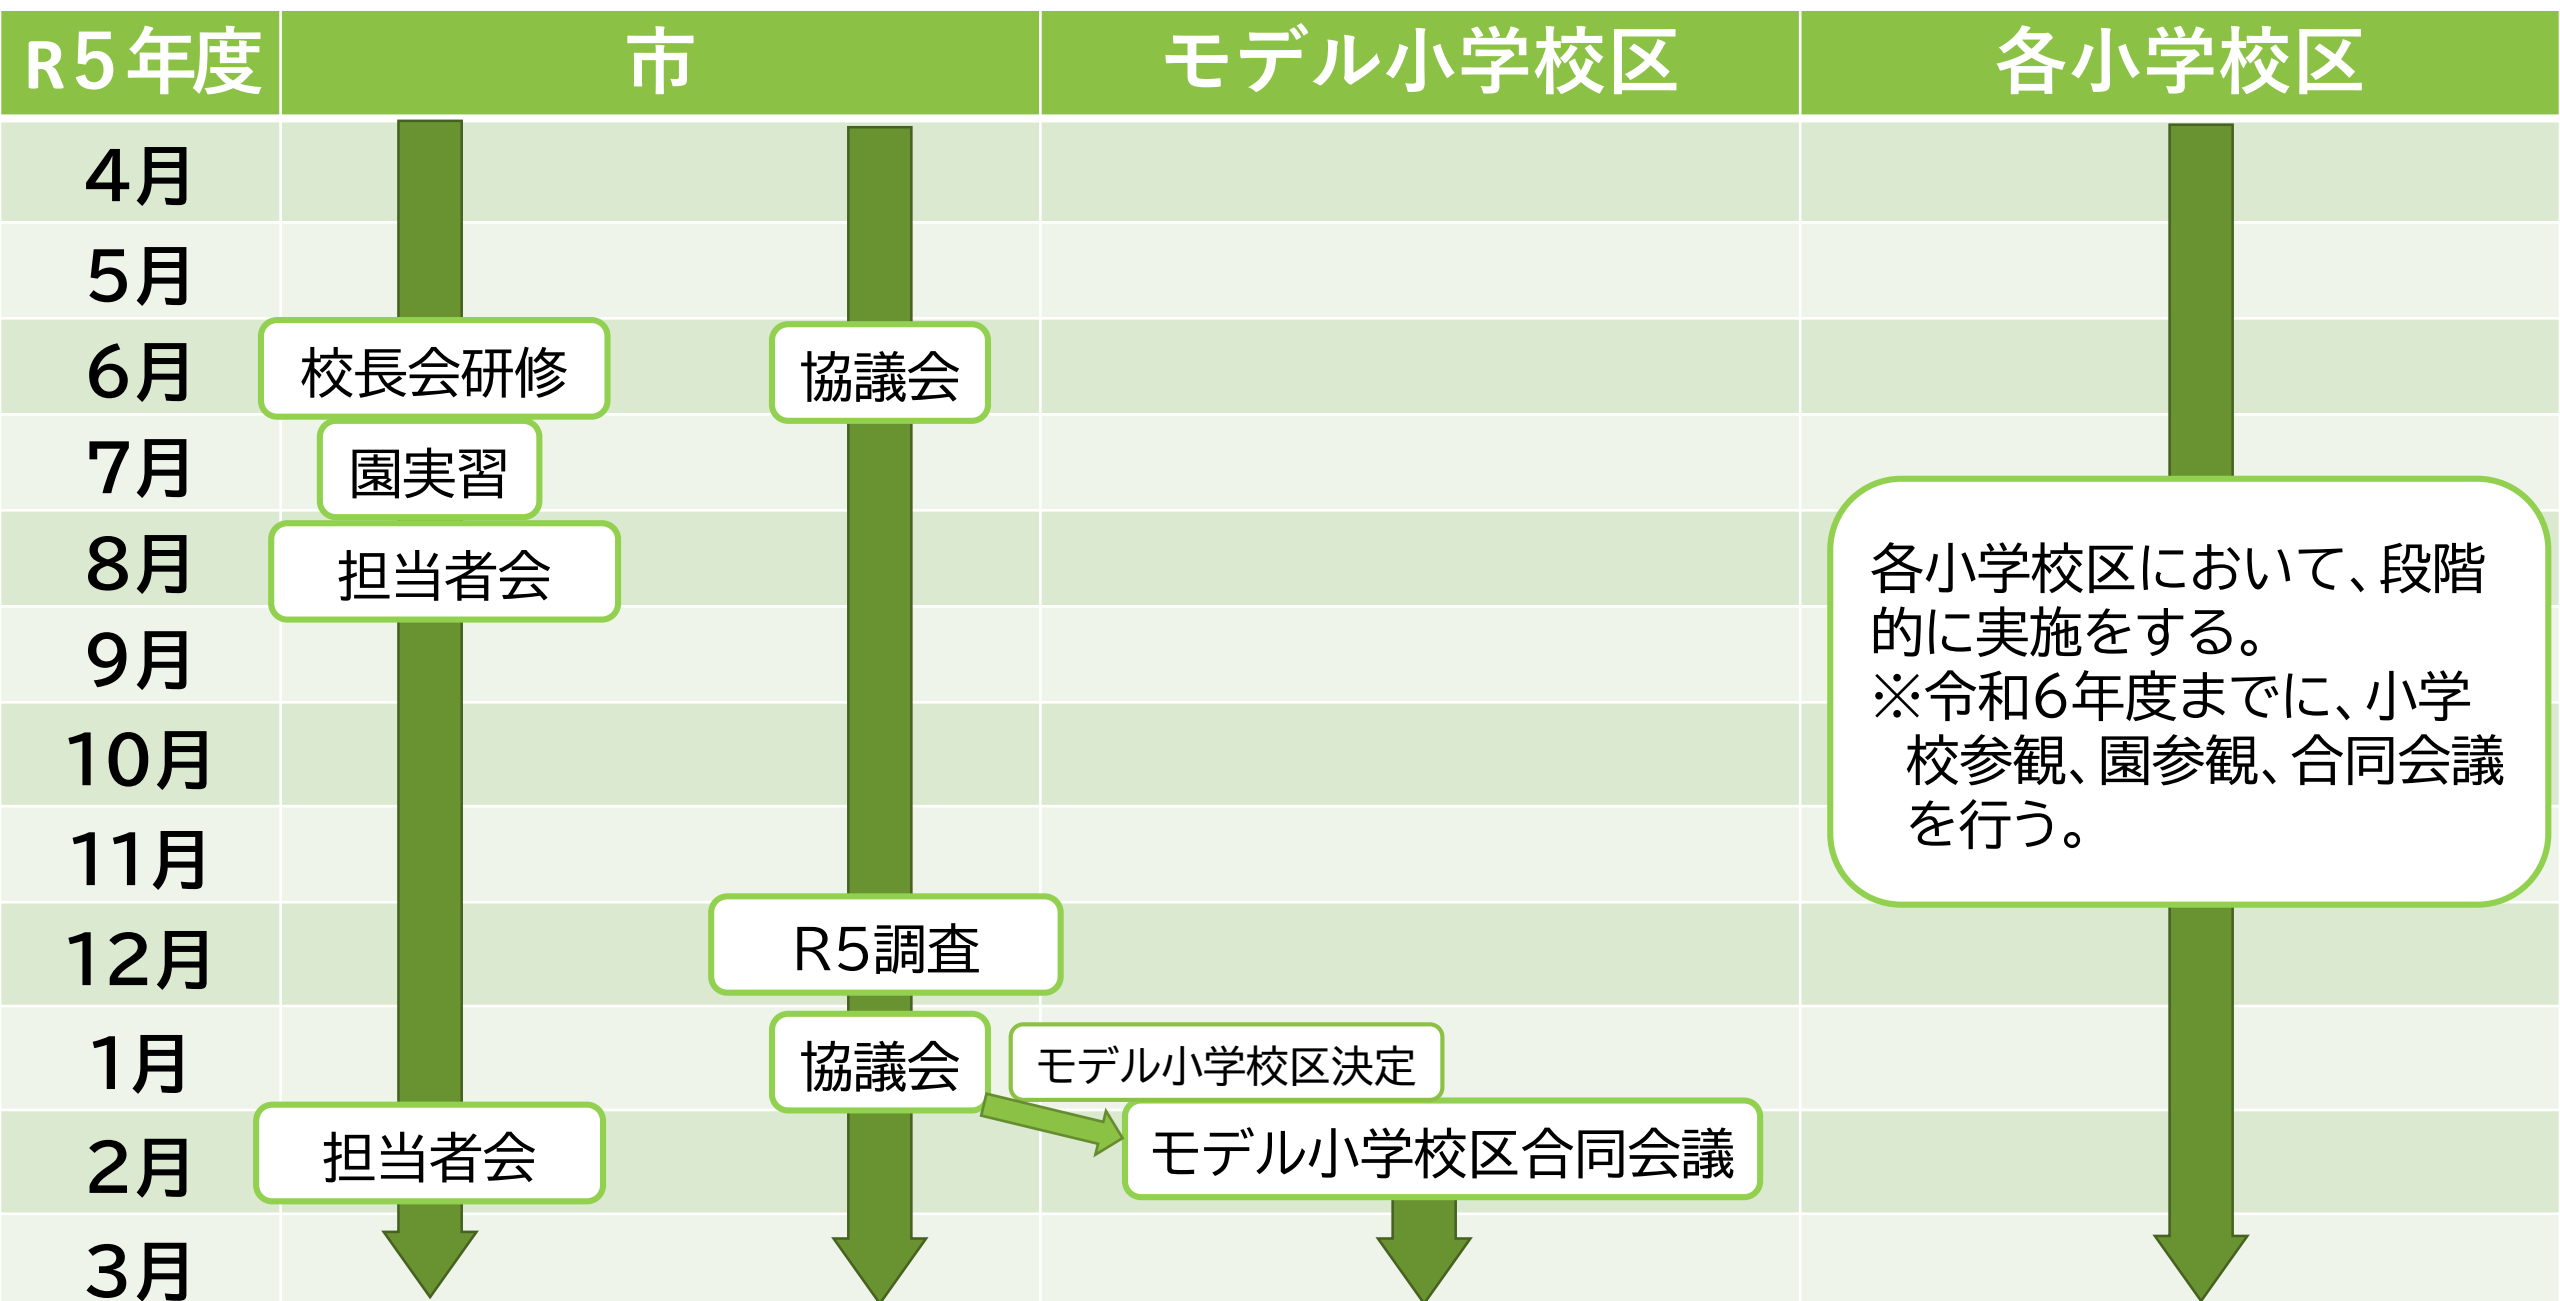 R5年度 市 モデル小学校区 各小学校区
4月
5月
6月 校長会研修 協議会
7月 園実習
8月 担当者会
各小学校区において、段階
的に実施をする。
※令和6年度までに、小学
校参観、園参観、合同会議
を行う。
9月
10月
11月
12月 R5調査
1月 協議会 モデル小学校区決定
2月 担当者会 モデル小学校区合同会議
3月